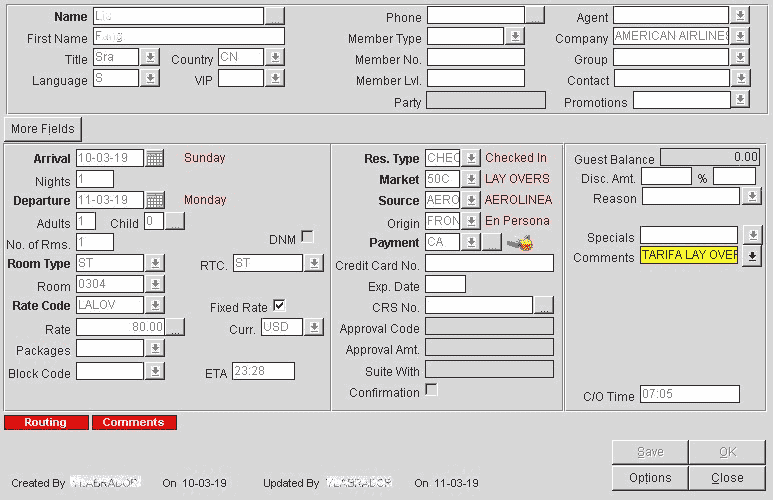 Name Liu ... Phone ... Agent
First Name Fung Member Type Company AMERICAN AIRLINES
Title Sra Country CN Member No. Group
Language S VIP Member Lvl. Contact
Party Promotions
More Fields
Arrival 10-03-19 Sunday Res. Type CHEC Checked In Guest Balance 0.00
Nights 1 Market 50C LAY OVERS Disc. Amt. %
Departure 11-03-19 Monday Source AERO AEROLINEA Reason
Adults 1 Child 0 ... Origin FRON En Persona
No. of Rms. 1 DNM Payment CA ... Specials
Room Type ST RTC. ST Credit Card No. Comments TARIFA LAY OVER
Room 0304 Exp. Date
Rate Code LALOV Fixed Rate CRS No. ...
Rate 80.00 ... Curr. USD Approval Code
Packages Approval Amt.
Block Code ETA 23:28 Suite With
Confirmation C/O Time 07:05
Routing Comments
Save OK
Created By YLABRADOR On 10-03-19 Updated By YLABRADOR On 11-03-19 Options Close